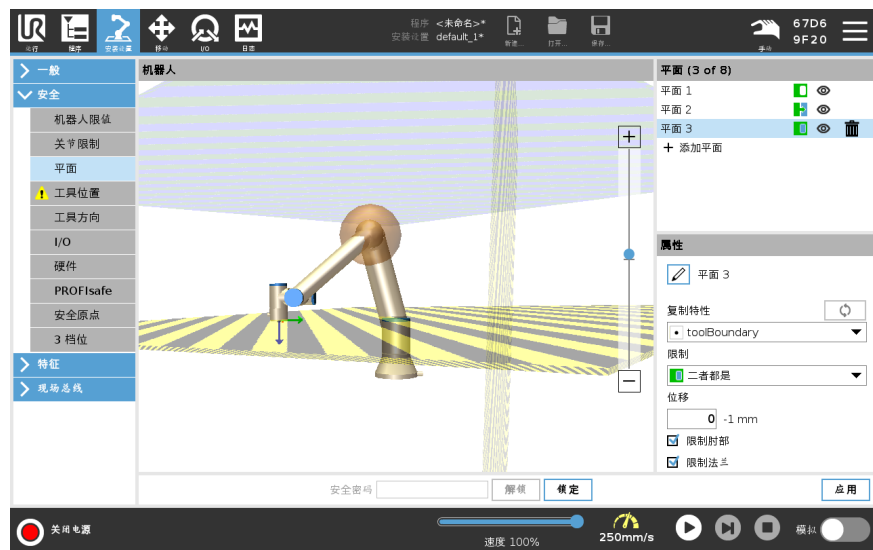 UR
运行
程序
安装设置
移动
I/O
日志
程序 <未命名>*
安装设置 default_1*
新建...
打开...
保存...
手动
67D6
9F20
一般
安全
机器人限值
关节限制
平面
工具位置
工具方向
I/O
硬件
PROFIsafe
安全原点
3 档位
特征
现场总线
机器人
平面 (3 of 8)
平面 1
平面 2
平面 3
添加平面
属性
平面 3
复制特性
toolBoundary
限制
二者都是
位移
0 -1 mm
限制肘部
限制法兰
安全密码
解锁
锁定
应用
关闭电源
速度 100%
250mm/s
模拟